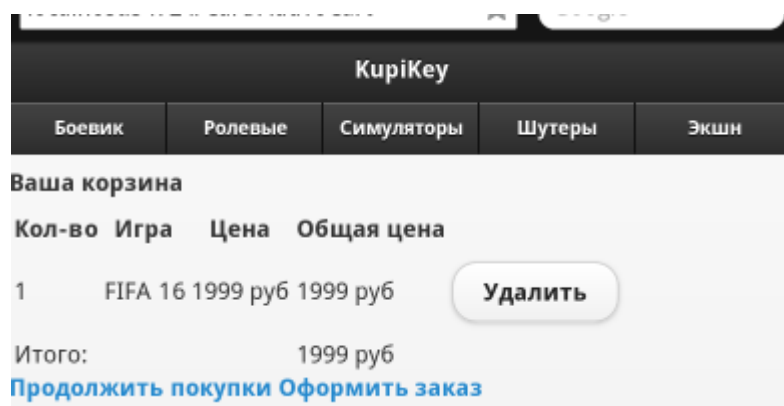 KupiKey
Боевик Ролевые Симуляторы Шутеры Экшн
Ваша корзина
Кол-во Игра Цена Общая цена
1 FIFA 16 1999 руб 1999 руб Удалить
Итого: 1999 руб
Продолжить покупки Оформить заказ